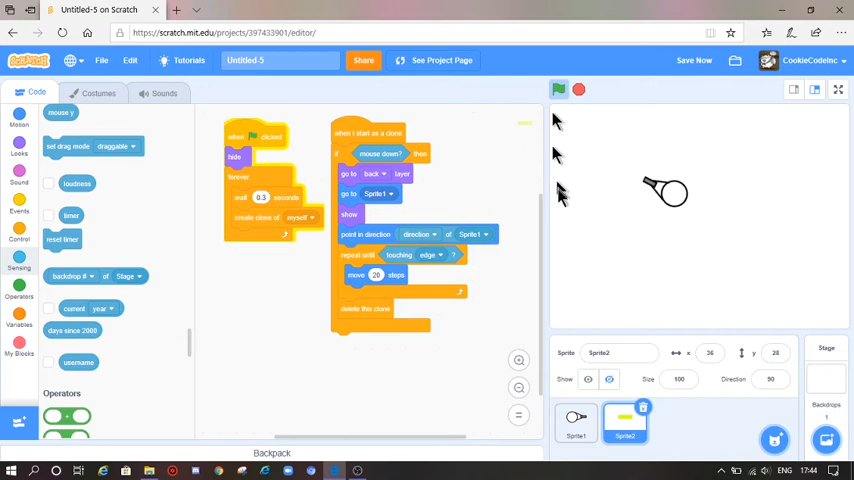 Untitled-5 on Scratch
https://scratch.mit.edu/projects/397433901/editor/
SCRATCH
File
Edit
Tutorials
Untitled-5
Share
See Project Page
Save Now
CookieCodeInc
Code
Costumes
Sounds
Motion
Looks
Sound
Events
Control
Sensing
Operators
Variables
My Blocks
mouse y
set drag mode draggable
loudness
timer
reset timer
backdrop # of Stage
current year
days since 2000
username
Operators
+
-
when clicked
hide
forever
wait 0.3 seconds
create clone of myself
when I start as a clone
if mouse down? then
go to back layer
go to Sprite1
show
point in direction direction of Sprite1
repeat until touching edge ?
move 20 steps
delete this clone
Backpack
Sprite Sprite2 x 36 y 28
Show Size 100 Direction 90
Sprite1
Sprite2
Stage
Backdrops
1
ENG 17:44